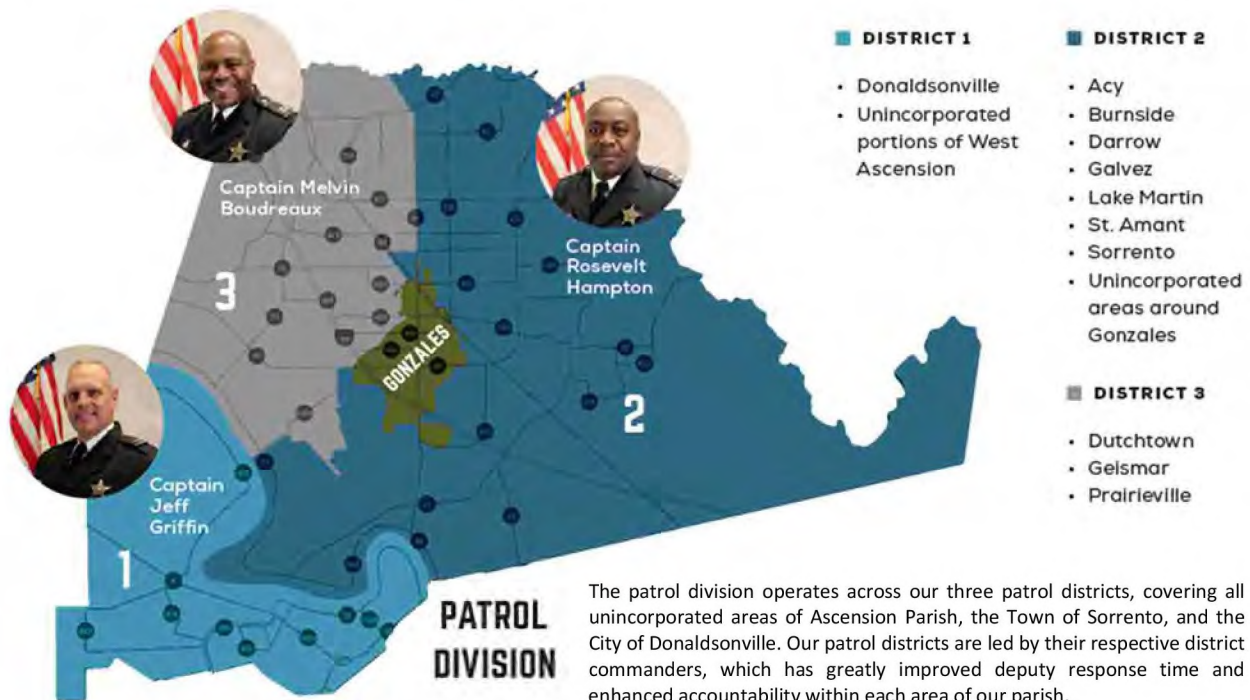 Captain Melvin
Boudreaux
3
Captain
Rosevelt
Hampton
GONZALES
2
Captain
Jeff
Griffin
1
PATROL
DIVISION
DISTRICT 1
• Donaldsonville
• Unincorporated
portions of West
Ascension
DISTRICT 2
• Acy
• Burnside
• Darrow
• Galvez
• Lake Martin
• St. Amant
• Sorrento
• Unincorporated
areas around
Gonzales
DISTRICT 3
• Dutchtown
• Geismar
• Prairieville
The patrol division operates across our three patrol districts, covering all
unincorporated areas of Ascension Parish, the Town of Sorrento, and the
City of Donaldsonville. Our patrol districts are led by their respective district
commanders, which has greatly improved deputy response time and
enhanced accountability within each area of our parish.